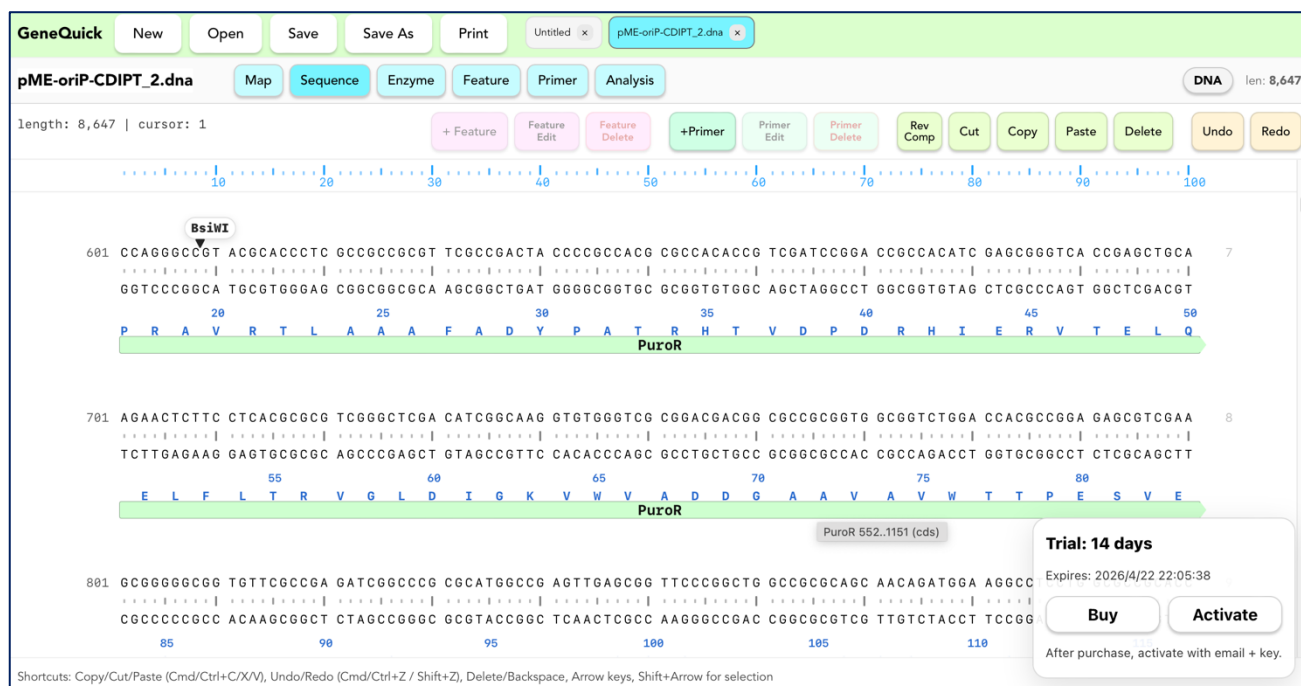 GeneQuick New Open Save Save As Print Untitled × pME-oriP-CDIPT_2.dna ×
pME-oriP-CDIPT_2.dna Map Sequence Enzyme Feature Primer Analysis DNA len: 8,647
length: 8,647 | cursor: 1 + Feature Feature Edit Feature Delete +Primer Primer Edit Primer Delete Rev Comp Cut Copy Paste Delete Undo Redo
10 20 30 40 50 60 70 80 90 100
BsiWI
601 CCAGGGCCGT ACGCACCCTC GCCGCCGCGT TCGCCGACTA CCCCGCCACG CGCCACACCG TCGATCCGGA CCGCCACATC GAGCGGGTCA CCGAGCTGCA 7
GGTCCCGGCA TGCGTGGGAG CGGCGGCGCA AGCGGCTGAT GGGGCGGTGC GCGGTGTGGC AGCTAGGCCT GGCGGTGTAG CTCGCCCAGT GGCTCGACGT
20 25 30 35 40 45 50
P R A V R T L A A A F A D Y P A T R H T V D P D R H I E R V T E L Q
PuroR
701 AGAACTCTTC CTCACGCGCG TCGGGCTCGA CATCGGCAAG GTGTGGGTCG CGGACGACGG CGCCGCGGTG GCGGTCTGGA CCACGCCGGA GAGCGTCGAA 8
TCTTGAGAAG GAGTGCGCGC AGCCCGAGCT GTAGCCGTTC CACACCCAGC GCCTGCTGCC GCGGCGCCAC CGCCAGACCT GGTGCGGCCT CTCGCAGCTT
55 60 65 70 75 80
E L F L T R V G L D I G K V W V A D D G A A V A V W T T P E S V E
PuroR
PuroR 552..1151 (cds)
801 GCGGGGGCGG TGTTCGCCGA GATCGGCCCG CGCATGGCCG AGTTGAGCGG TTCCCGGCTG GCCGCGCAGC AACAGATGGA AGGCC
CGCCCCCGCC ACAAGCGGCT CTAGCCGGGC GCGTACCGGC TCAACTCGCC AAGGGCCGAC CGGCGCGTCG TTGTCTACCT TCCGG
85 90 95 100 105 110
Trial: 14 days
Expires: 2026/4/22 22:05:38
Buy Activate
After purchase, activate with email + key.
Shortcuts: Copy/Cut/Paste (Cmd/Ctrl+C/X/V), Undo/Redo (Cmd/Ctrl+Z / Shift+Z), Delete/Backspace, Arrow keys, Shift+Arrow for selection